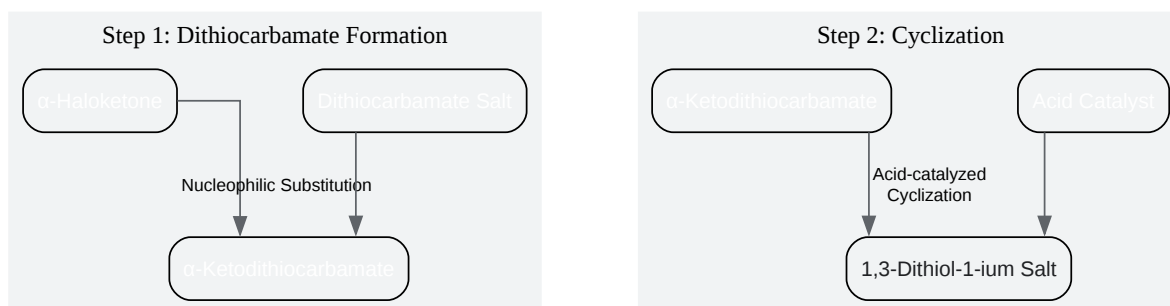 Step 1: Dithiocarbamate Formation
α-Haloketone
Dithiocarbamate Salt
Nucleophilic Substitution
α-Ketodithiocarbamate
Step 2: Cyclization
α-Ketodithiocarbamate
Acid Catalyst
Acid-catalyzed
Cyclization
1,3-Dithiol-1-ium Salt